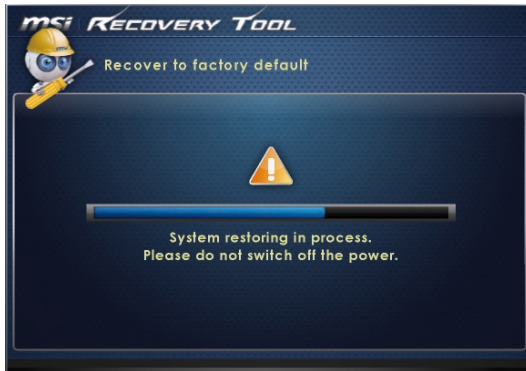 msi RECOVERY TOOL
Recover to factory default
System restoring in process.
Please do not switch off the power.